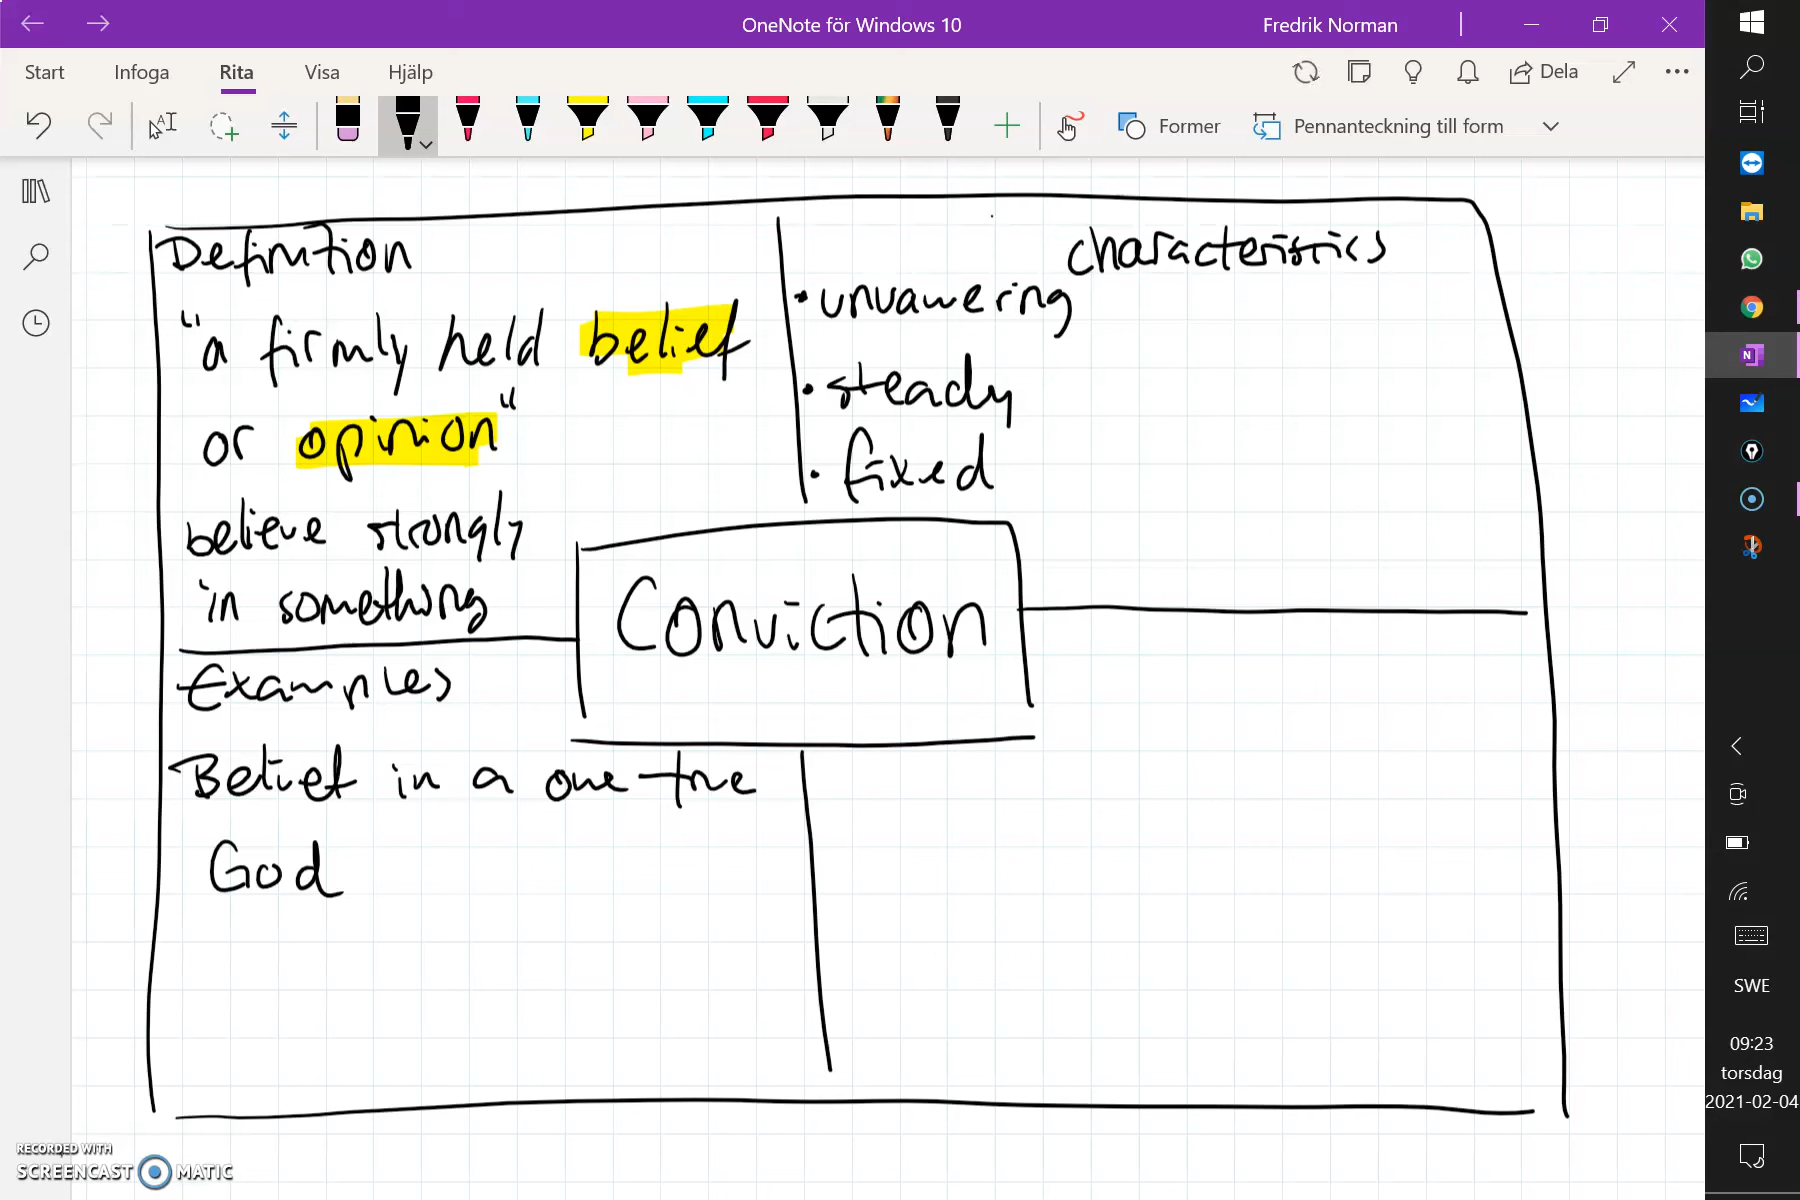 OneNote för Windows 10
Fredrik Norman
Start Infoga Rita Visa Hjälp
Dela
Former
Pennanteckning till form
Definition
"a firmly held belief
or opinion"
believe strongly
in something
characteristics
• unvawering
• steady
• fixed
Conviction
Examples
Belief in a one-true
God
SWE
09:23
torsdag
2021-02-04
RECORDED WITH
SCREENCAST MATIC